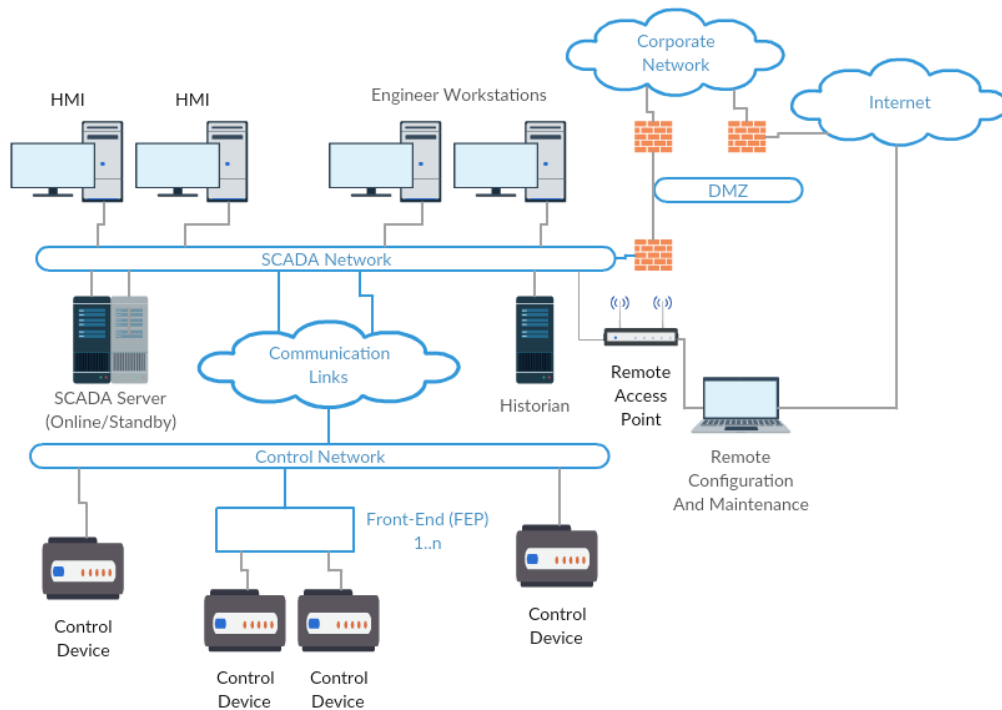 Corporate
Network
HMI
HMI
Engineer Workstations
Internet
DMZ
SCADA Network
Communication
Links
SCADA Server
(Online/Standby)
Historian
Remote
Access
Point
Control Network
Remote
Configuration
And Maintenance
Front-End (FEP)
1..n
Control
Device
Control
Device
Control
Device
Control
Device